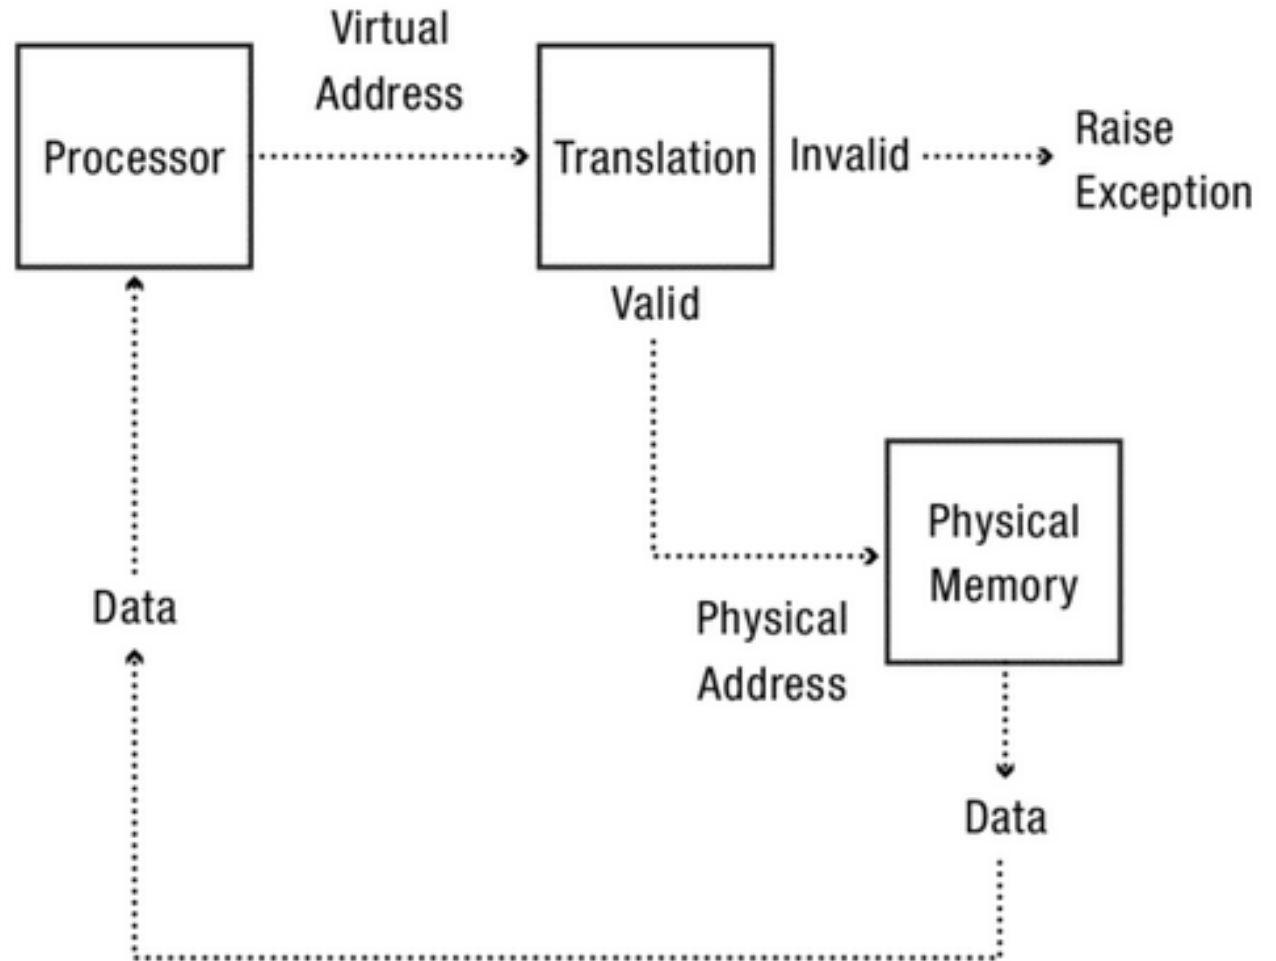 Virtual
Address
Processor
Translation
Invalid
Raise
Exception
Valid
Physical
Memory
Data
Physical
Address
Data